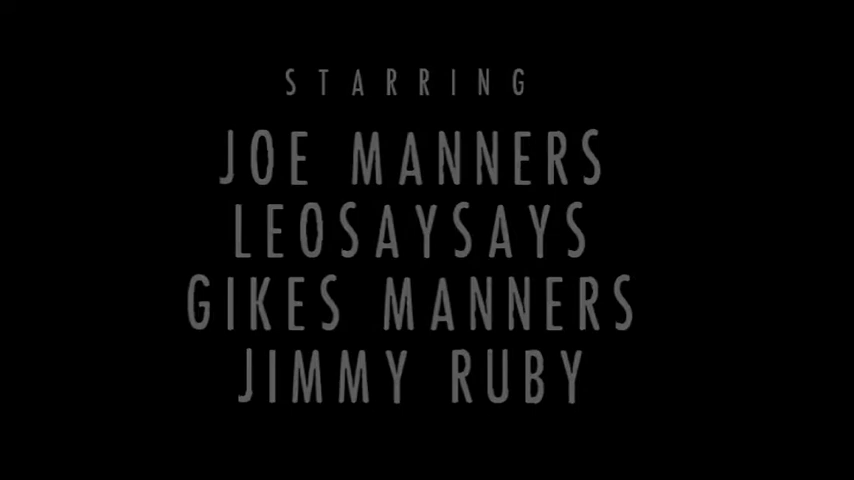 STARRING
JOE MANNERS
LEOSAYSAYS
GIKES MANNERS
JIMMY RUBY